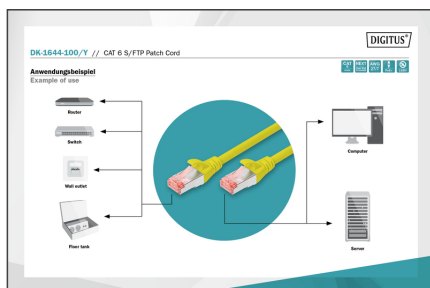 DIGITUS®
DK-1644-100/Y // CAT 6 S/FTP Patch Cord
Anwendungsbeispiel
Example of use
Router
Switch
Wall outlet
Floor tank
Computer
Server